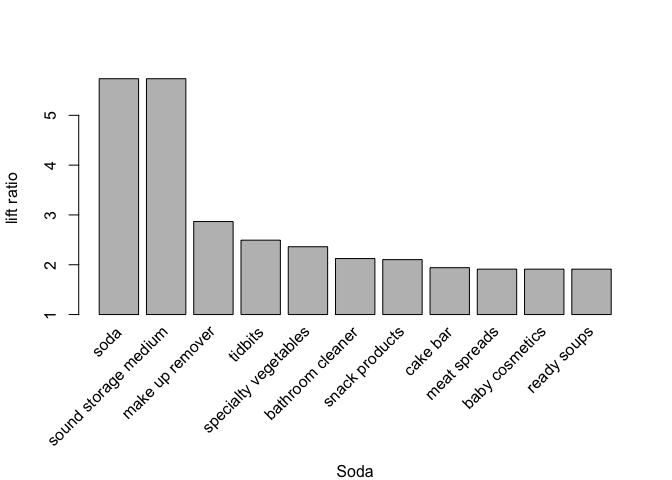 lift ratio
5
4
3
2
1
soda
sound storage medium
make up remover
tidbits
specialty vegetables
bathroom cleaner
snack products
cake bar
meat spreads
baby cosmetics
ready soups
Soda